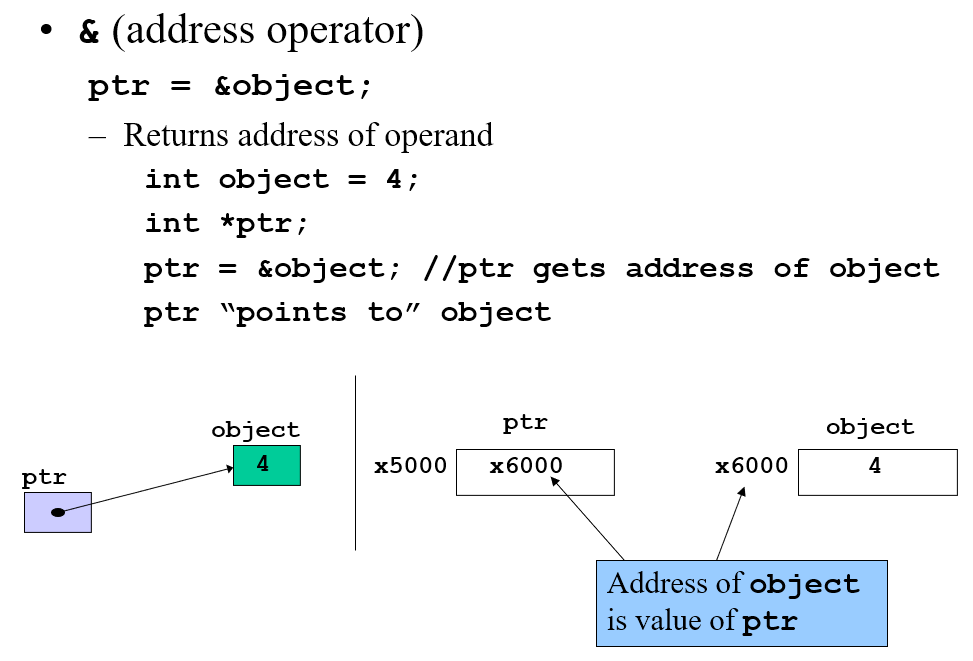 • & (address operator)
ptr = &object;
– Returns address of operand
int object = 4;
int *ptr;
ptr = &object; //ptr gets address of object
ptr “points to” object
object
4
ptr
ptr
x5000
x6000
object
x6000
4
Address of object
is value of ptr